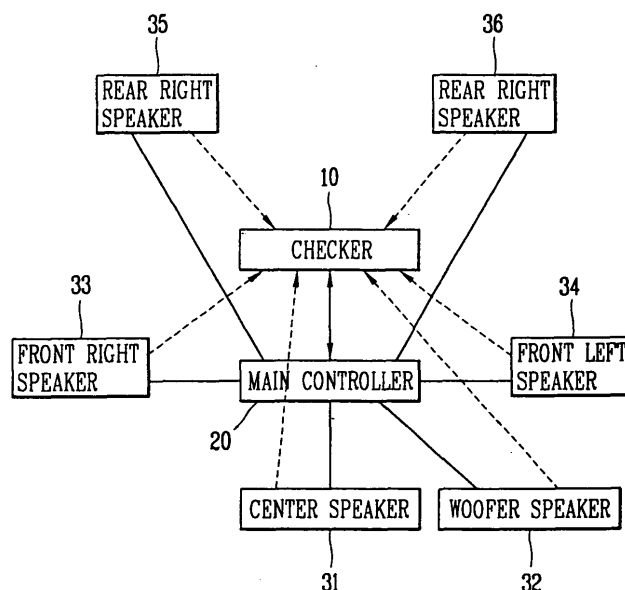 35
36
REAR RIGHT
SPEAKER
REAR RIGHT
SPEAKER
10
CHECKER
33
34
FRONT RIGHT
SPEAKER
MAIN CONTROLLER
FRONT LEFT
SPEAKER
20
CENTER SPEAKER
WOOFER SPEAKER
31
32